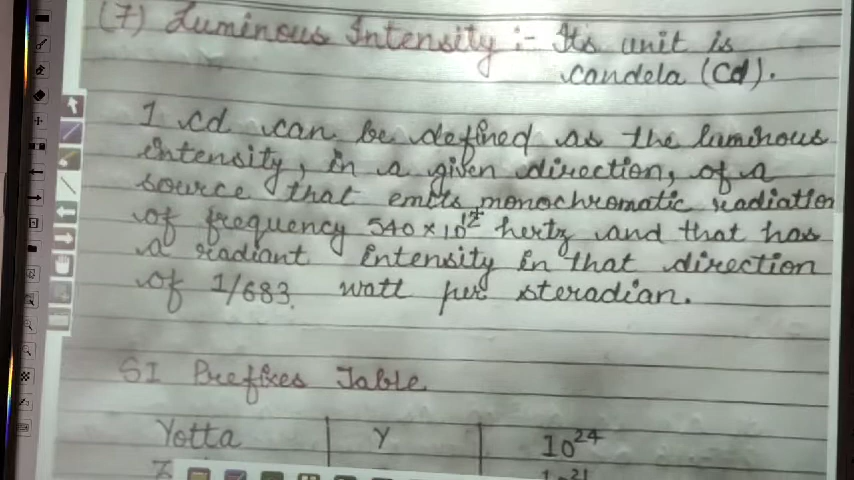 (7) Luminous Intensity :- Its unit is
candela (Cd).
1 cd can be defined as the luminous
intensity, in a given direction, of a
source that emits monochromatic radiation
of frequency 540×10¹² hertz and that has
a radiant intensity in that direction
of 1/683 watt per steradian.
SI Prefixes Table
Yotta Y 10²⁴